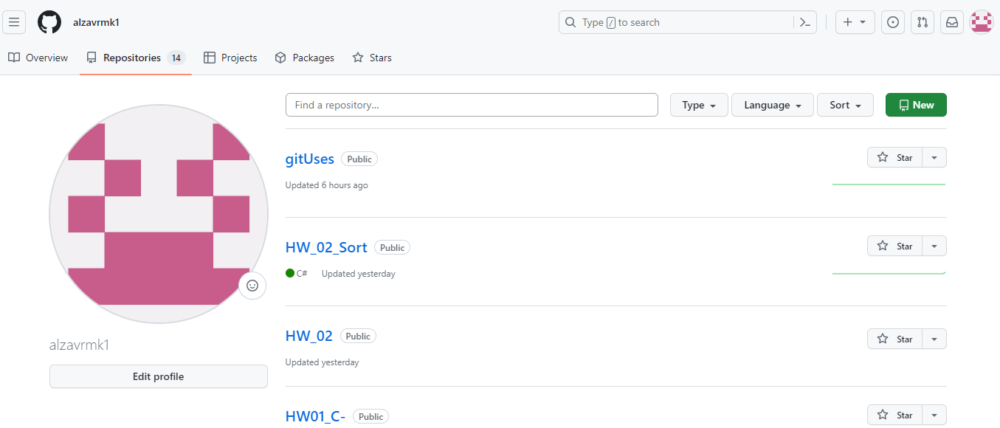 alzavrmk1
Type / to search
Overview Repositories 14 Projects Packages Stars
Find a repository... Type Language Sort New
gitUses Public Star
Updated 6 hours ago
HW_02_Sort Public Star
C# Updated yesterday
HW_02 Public Star
Updated yesterday
alzavrmk1
Edit profile
HW01_C- Public Star